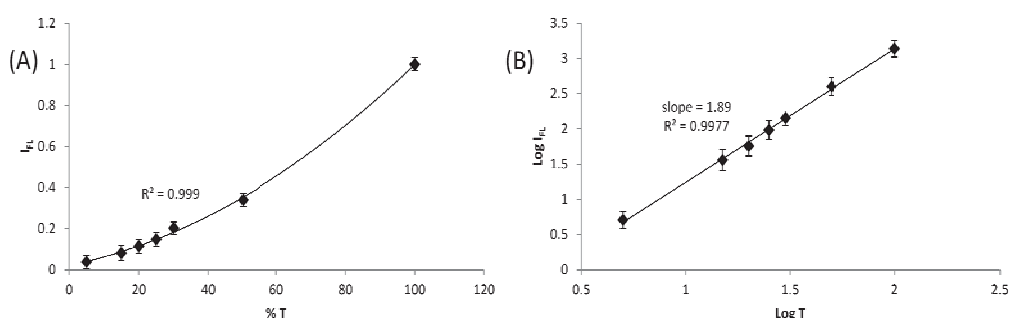 (A)
1.2
1
0.8
0.6
0.4
0.2
0
I_FL
R² = 0.999
0 20 40 60 80 100 120
% T
(B)
3.5
3
2.5
2
1.5
1
0.5
0
Log I_FL
slope = 1.89
R² = 0.9977
0.5 1 1.5 2 2.5
Log T